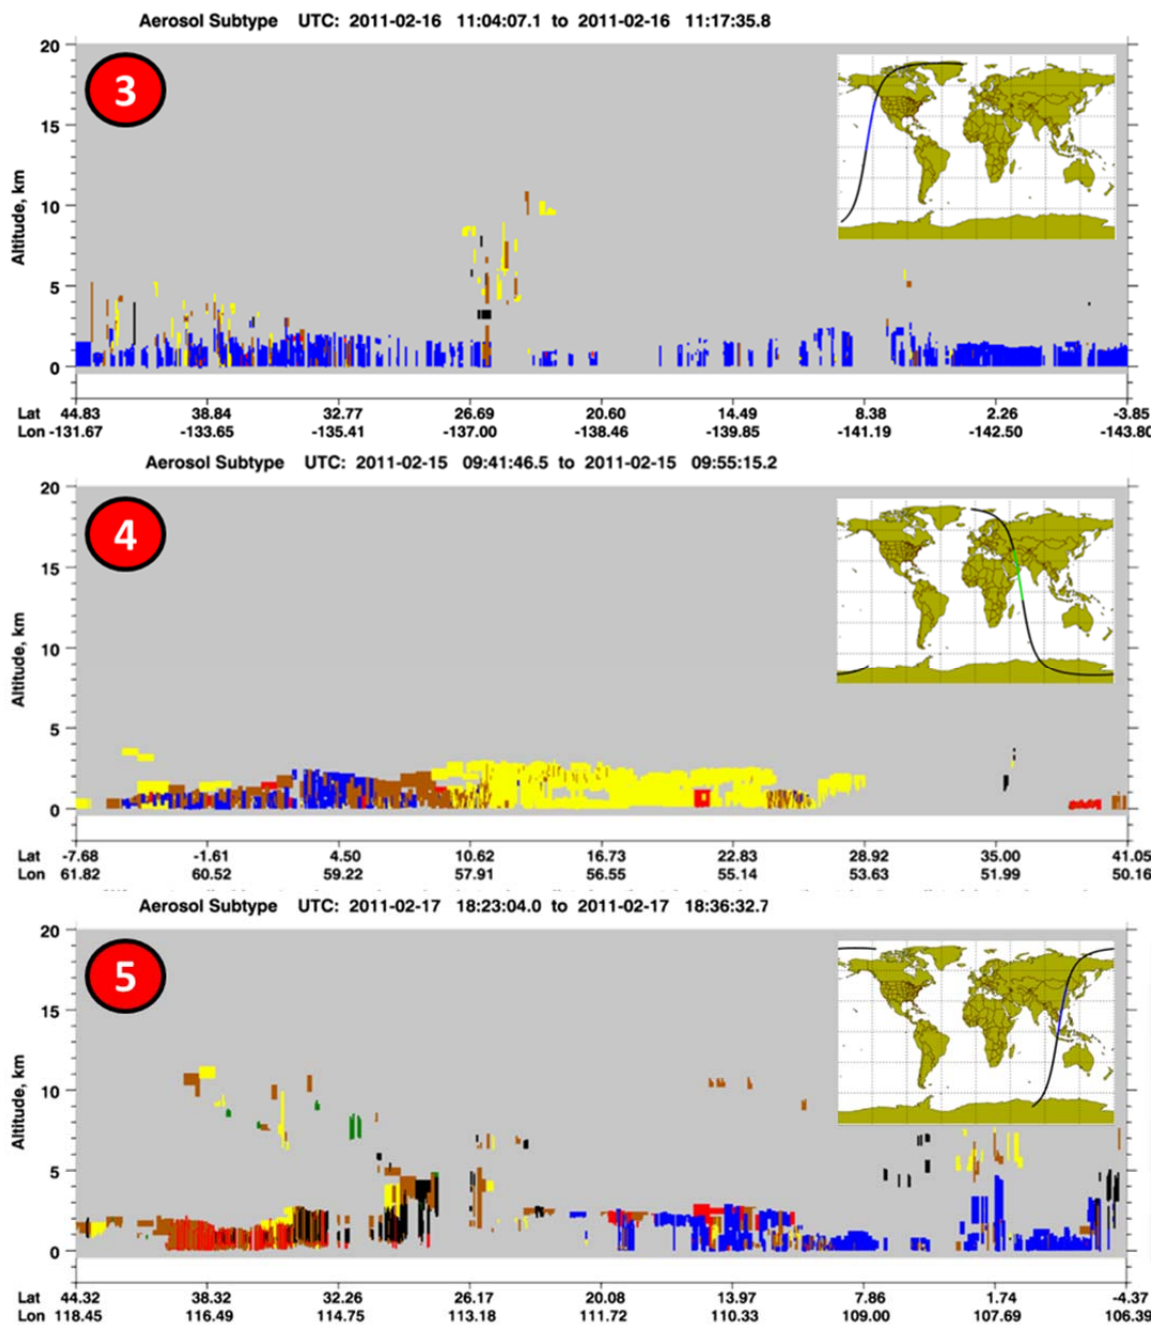 Aerosol Subtype UTC: 2011-02-16 11:04:07.1 to 2011-02-16 11:17:35.8
3
20
15
10
5
0
Altitude, km
Lat 44.83 38.84 32.77 26.69 20.60 14.49 8.38 2.26 -3.85
Lon -131.67 -133.65 -135.41 -137.00 -138.46 -139.85 -141.19 -142.50 -143.80
Aerosol Subtype UTC: 2011-02-15 09:41:46.5 to 2011-02-15 09:55:15.2
4
20
15
10
5
0
Altitude, km
Lat -7.68 -1.61 4.50 10.62 16.73 22.83 28.92 35.00 41.05
Lon 61.82 60.52 59.22 57.91 56.55 55.14 53.63 51.99 50.16
Aerosol Subtype UTC: 2011-02-17 18:23:04.0 to 2011-02-17 18:36:32.7
5
20
15
10
5
0
Altitude, km
Lat 44.32 38.32 32.26 26.17 20.08 13.97 7.86 1.74 -4.37
Lon 118.45 116.49 114.75 113.18 111.72 110.33 109.00 107.69 106.39